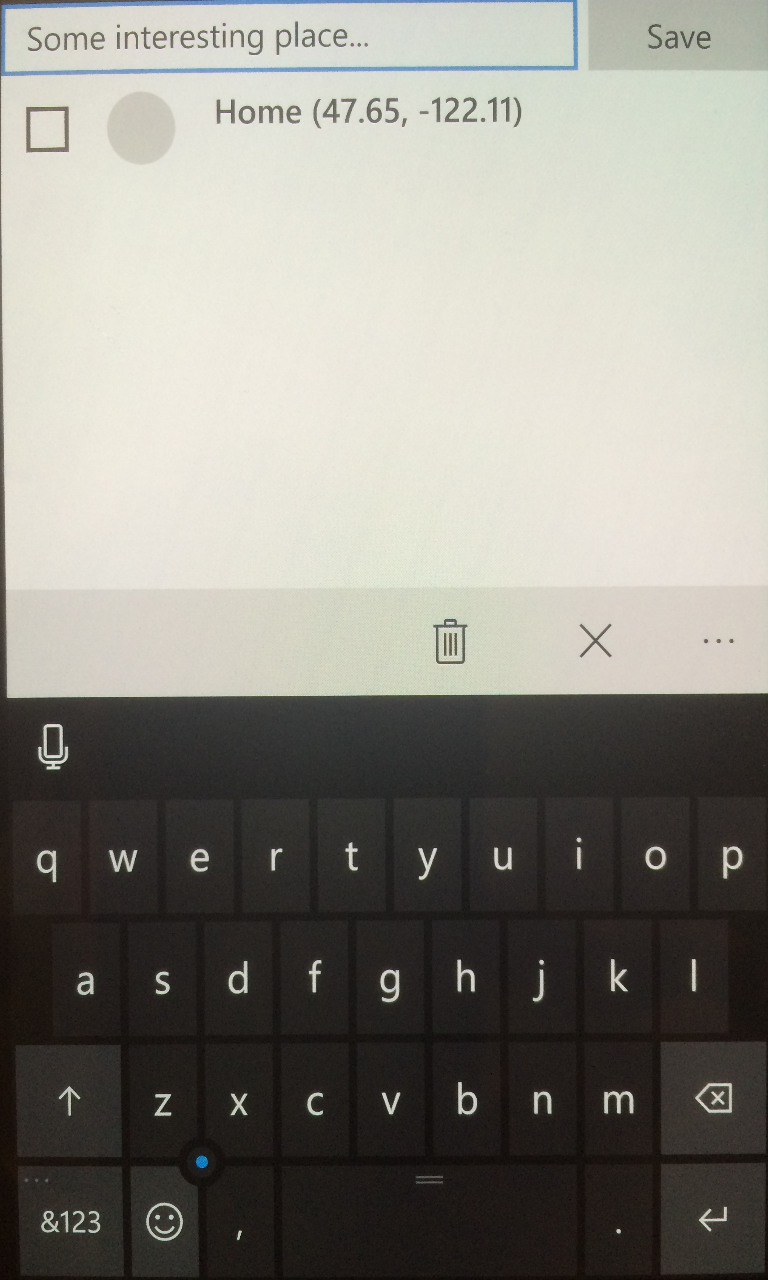 Some interesting place... Save
Home (47.65, -122.11)
q w e r t y u i o p
a s d f g h j k l
z x c v b n m
&123 , .